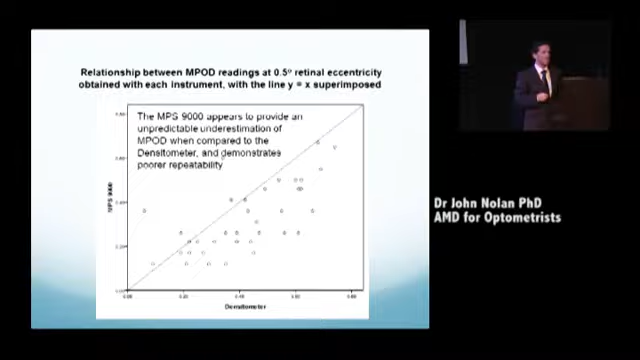 Relationship between MPOD readings at 0.5° retinal eccentricity
obtained with each instrument, with the line y = x superimposed
The MPS 9000 appears to provide an
unpredictable underestimation of
MPOD when compared to the
Densitometer, and demonstrates
poorer repeatability
MPS 9000
Densitometer
Dr John Nolan PhD
AMD for Optometrists